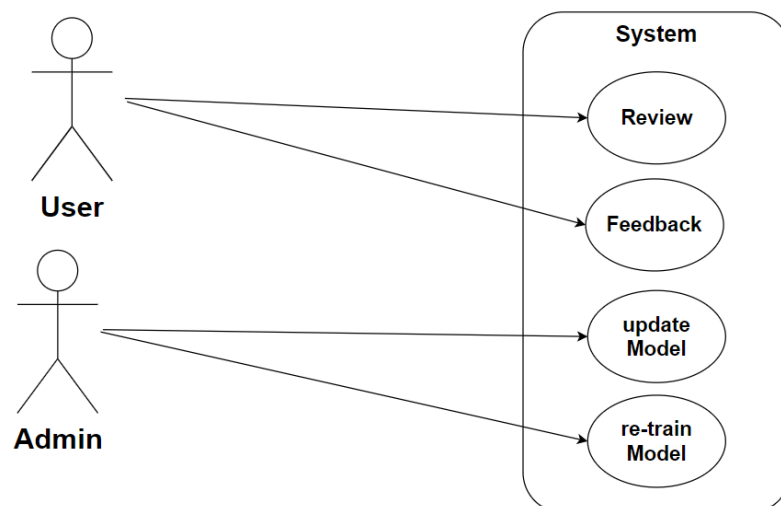 System
Review
User
Feedback
update
Model
Admin
re-train
Model